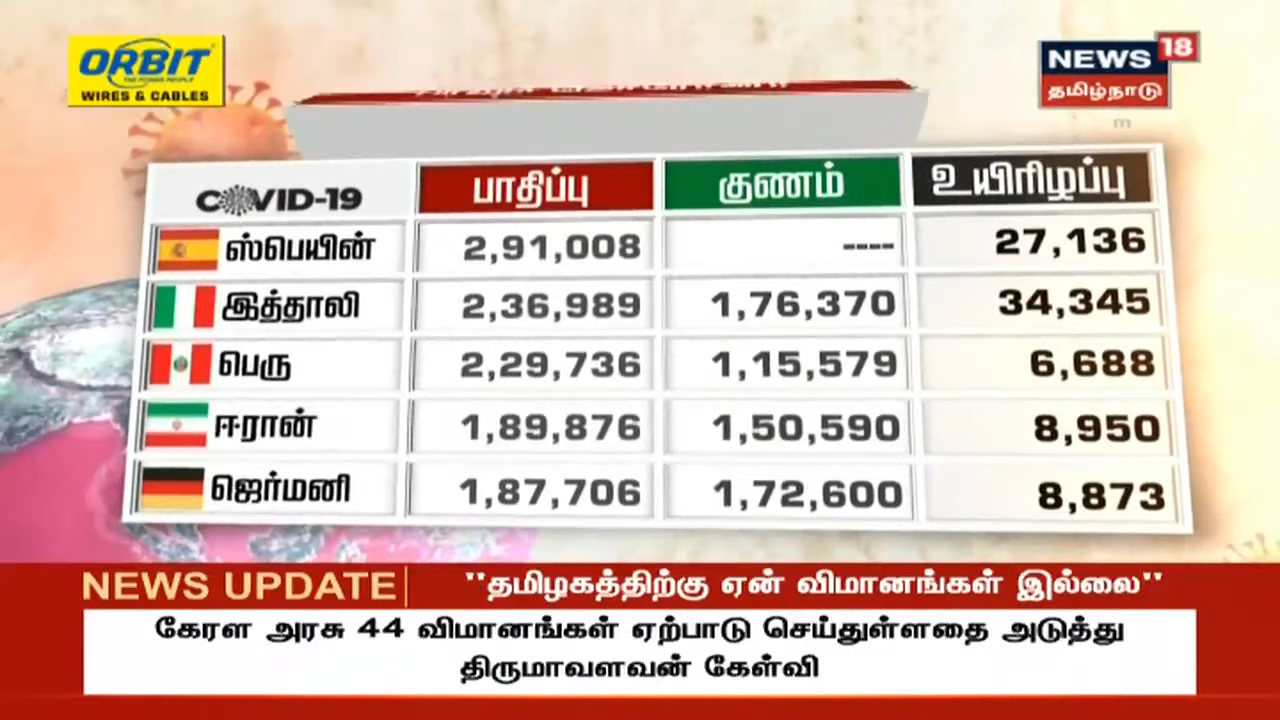 ORBIT
WIRES & CABLES
NEWS 18
தமிழ்நாடு
COVID-19 பாதிப்பு குணம் உயிரிழப்பு
ஸ்பெயின் 2,91,008 ---- 27,136
இத்தாலி 2,36,989 1,76,370 34,345
பெரு 2,29,736 1,15,579 6,688
ஈரான் 1,89,876 1,50,590 8,950
ஜெர்மனி 1,87,706 1,72,600 8,873
NEWS UPDATE "தமிழகத்திற்கு ஏன் விமானங்கள் இல்லை"
கேரள அரசு 44 விமானங்கள் ஏற்பாடு செய்துள்ளதை அடுத்து
திருமாவளவன் கேள்வி